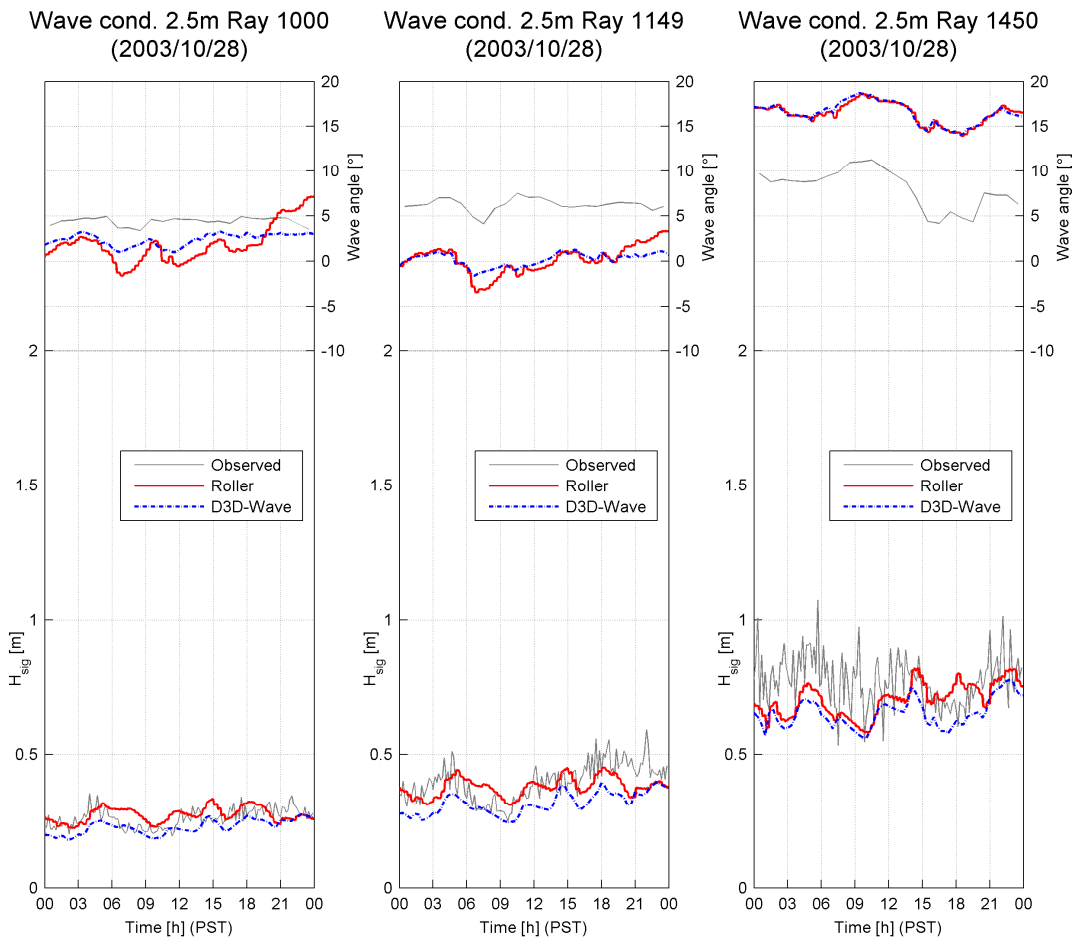 Wave cond. 2.5m Ray 1000
(2003/10/28)
20
15
10
5
0
-5
-10
Wave angle [°]
2
1.5
1
0.5
0
H_sig [m]
Observed
Roller
D3D-Wave
00 03 06 09 12 15 18 21 00
Time [h] (PST)
Wave cond. 2.5m Ray 1149
(2003/10/28)
20
15
10
5
0
-5
-10
Wave angle [°]
2
1.5
1
0.5
0
H_sig [m]
Observed
Roller
D3D-Wave
00 03 06 09 12 15 18 21 00
Time [h] (PST)
Wave cond. 2.5m Ray 1450
(2003/10/28)
20
15
10
5
0
-5
-10
Wave angle [°]
2
1.5
1
0.5
0
H_sig [m]
Observed
Roller
D3D-Wave
00 03 06 09 12 15 18 21 00
Time [h] (PST)